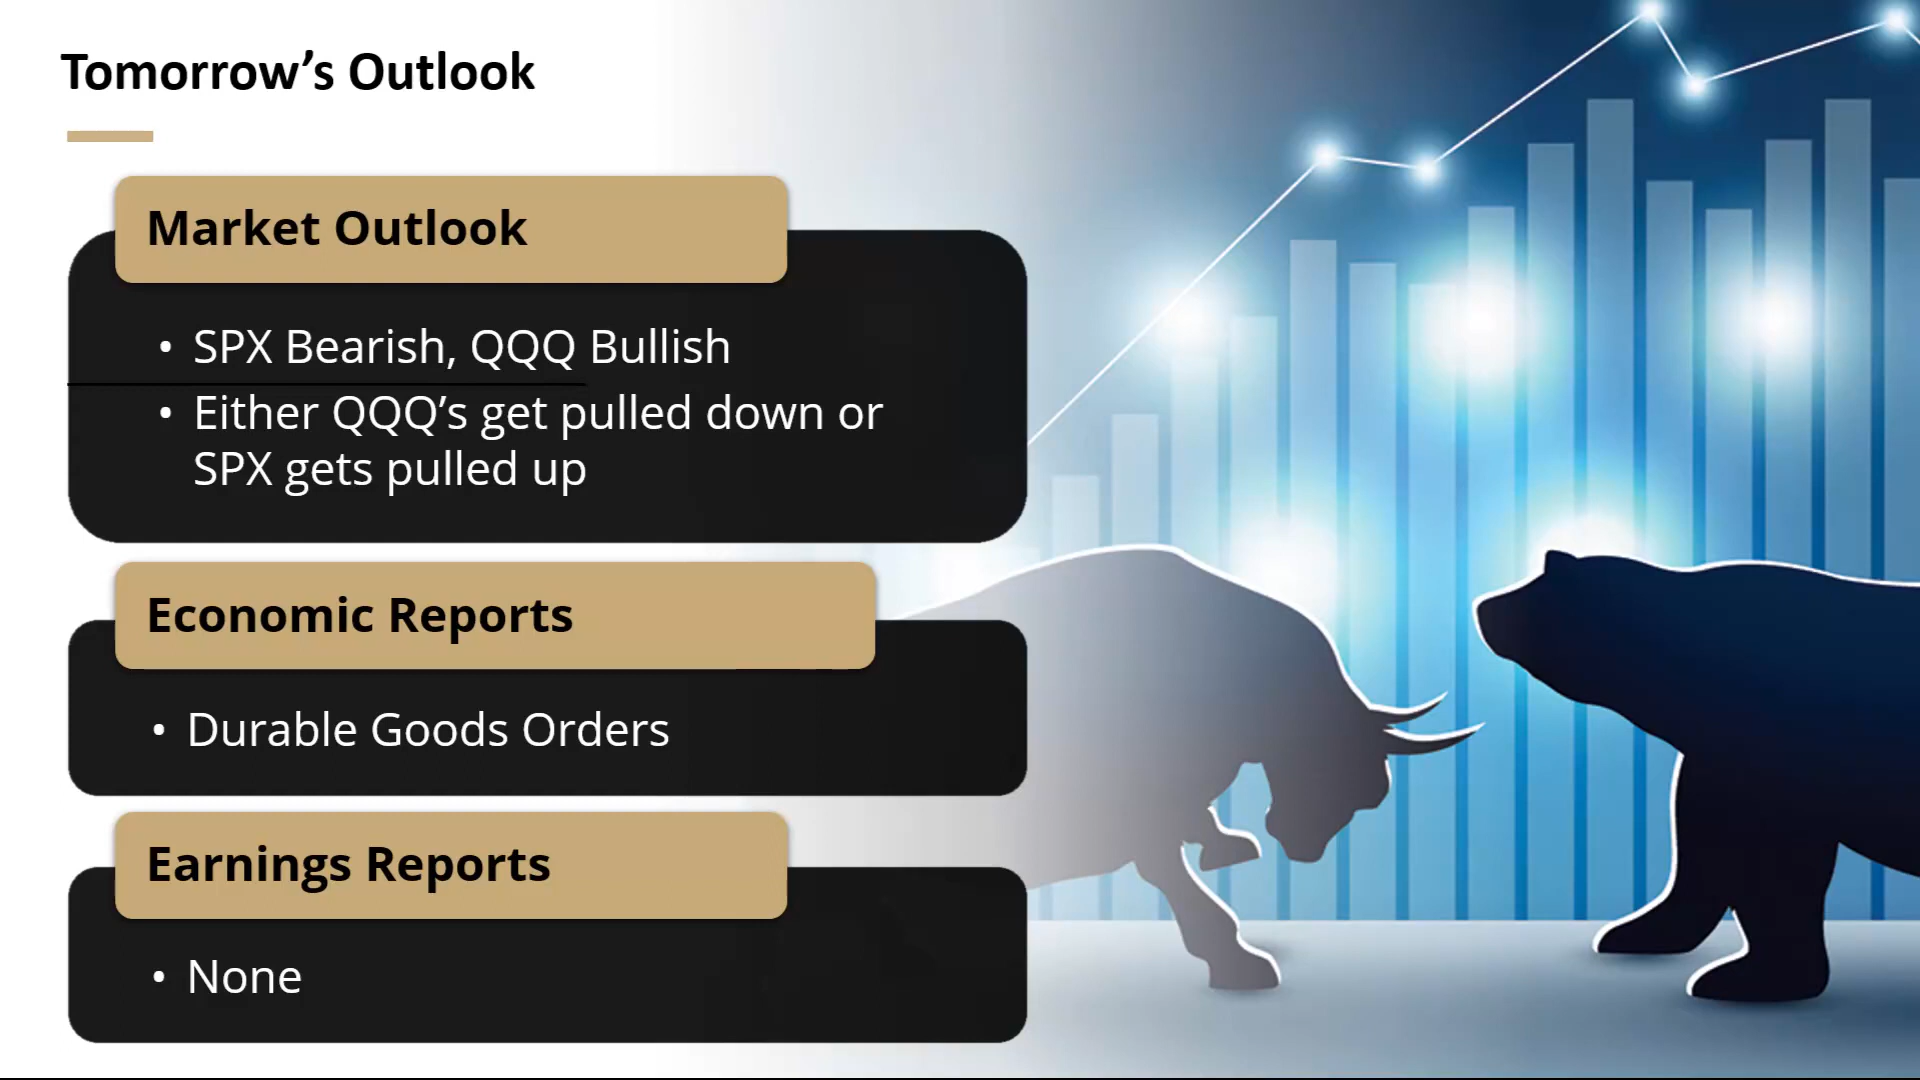 Tomorrow’s Outlook
Market Outlook
• SPX Bearish, QQQ Bullish
• Either QQQ’s get pulled down or
SPX gets pulled up
Economic Reports
• Durable Goods Orders
Earnings Reports
• None